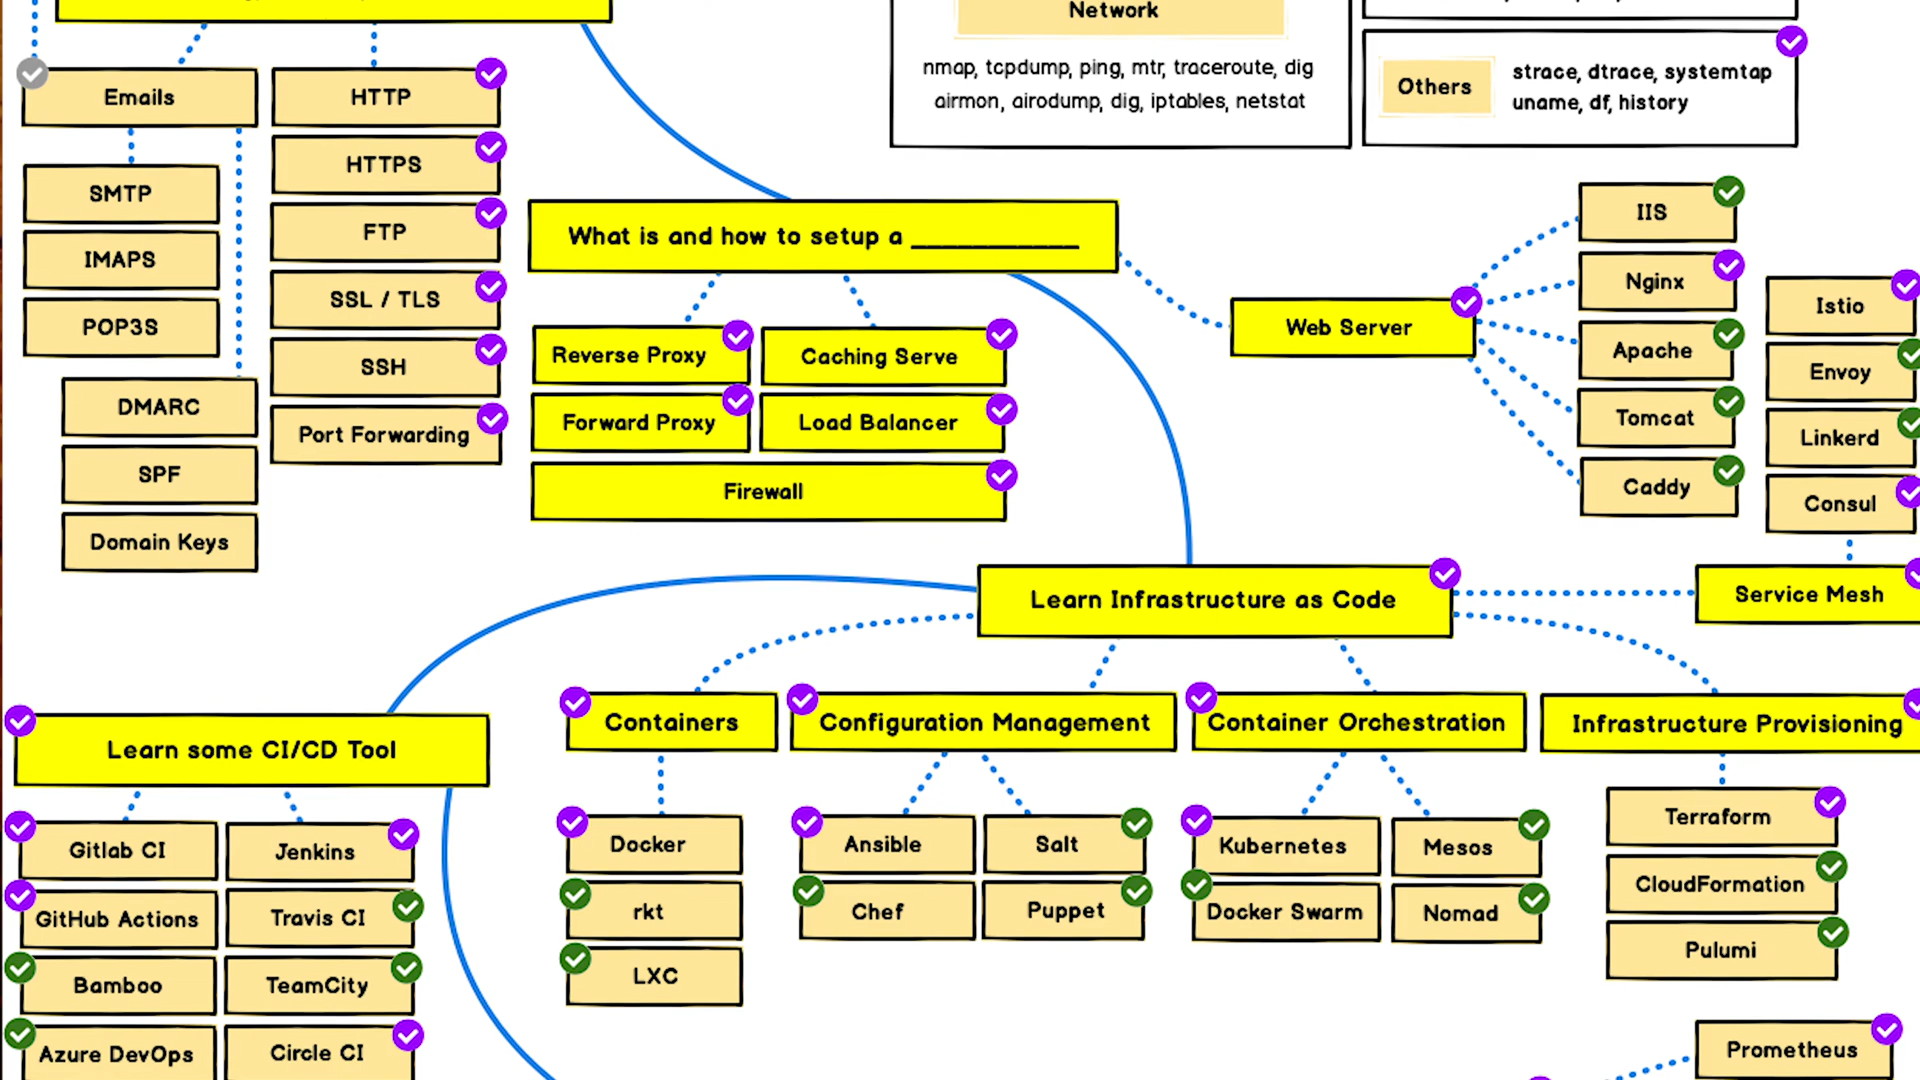 Network
nmap, tcpdump, ping, mtr, traceroute, dig
airmon, airodump, dig, iptables, netstat
Others
strace, dtrace, systemtap
uname, df, history
Emails
SMTP
IMAPS
POP3S
DMARC
SPF
Domain Keys
HTTP
HTTPS
FTP
SSL / TLS
SSH
Port Forwarding
What is and how to setup a ___________
Reverse Proxy
Caching Serve
Forward Proxy
Load Balancer
Firewall
Web Server
IIS
Nginx
Apache
Tomcat
Caddy
Istio
Envoy
Linkerd
Consul
Service Mesh
Learn Infrastructure as Code
Containers
Docker
rkt
LXC
Configuration Management
Ansible
Salt
Chef
Puppet
Container Orchestration
Kubernetes
Mesos
Docker Swarm
Nomad
Infrastructure Provisioning
Terraform
CloudFormation
Pulumi
Learn some CI/CD Tool
Gitlab CI
Jenkins
GitHub Actions
Travis CI
Bamboo
TeamCity
Azure DevOps
Circle CI
Prometheus